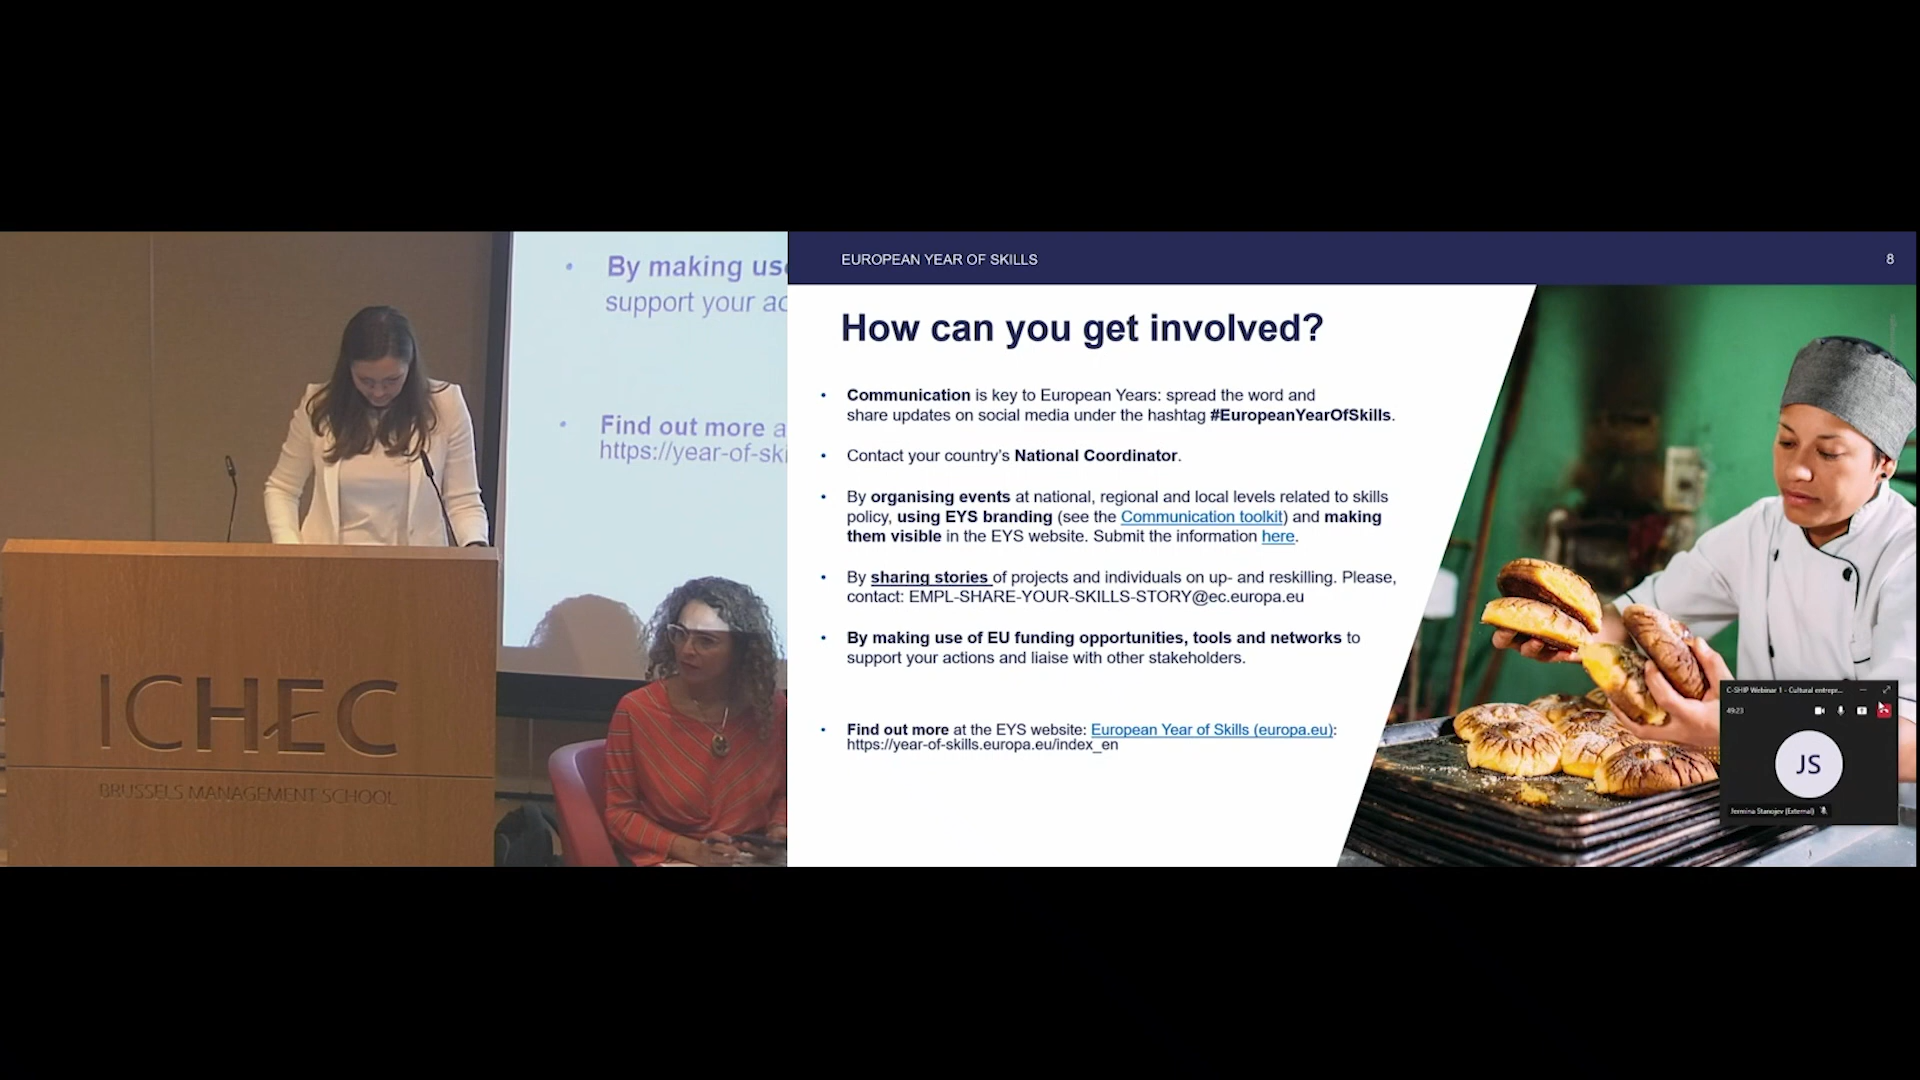 By making us
support your ac
Find out more a
https://year-of-ski
ICHEC
BRUSSELS MANAGEMENT SCHOOL
EUROPEAN YEAR OF SKILLS
8
How can you get involved?
• Communication is key to European Years: spread the word and
share updates on social media under the hashtag #EuropeanYearOfSkills.
• Contact your country's National Coordinator.
• By organising events at national, regional and local levels related to skills
policy, using EYS branding (see the Communication toolkit) and making
them visible in the EYS website. Submit the information here.
• By sharing stories of projects and individuals on up- and reskilling. Please,
contact: EMPL-SHARE-YOUR-SKILLS-STORY@ec.europa.eu
• By making use of EU funding opportunities, tools and networks to
support your actions and liaise with other stakeholders.
• Find out more at the EYS website: European Year of Skills (europa.eu):
https://year-of-skills.europa.eu/index_en
C-SHIP Webinar 1 - Cultural entrepr...
49:23
JS
Jermina Stanojev (External)